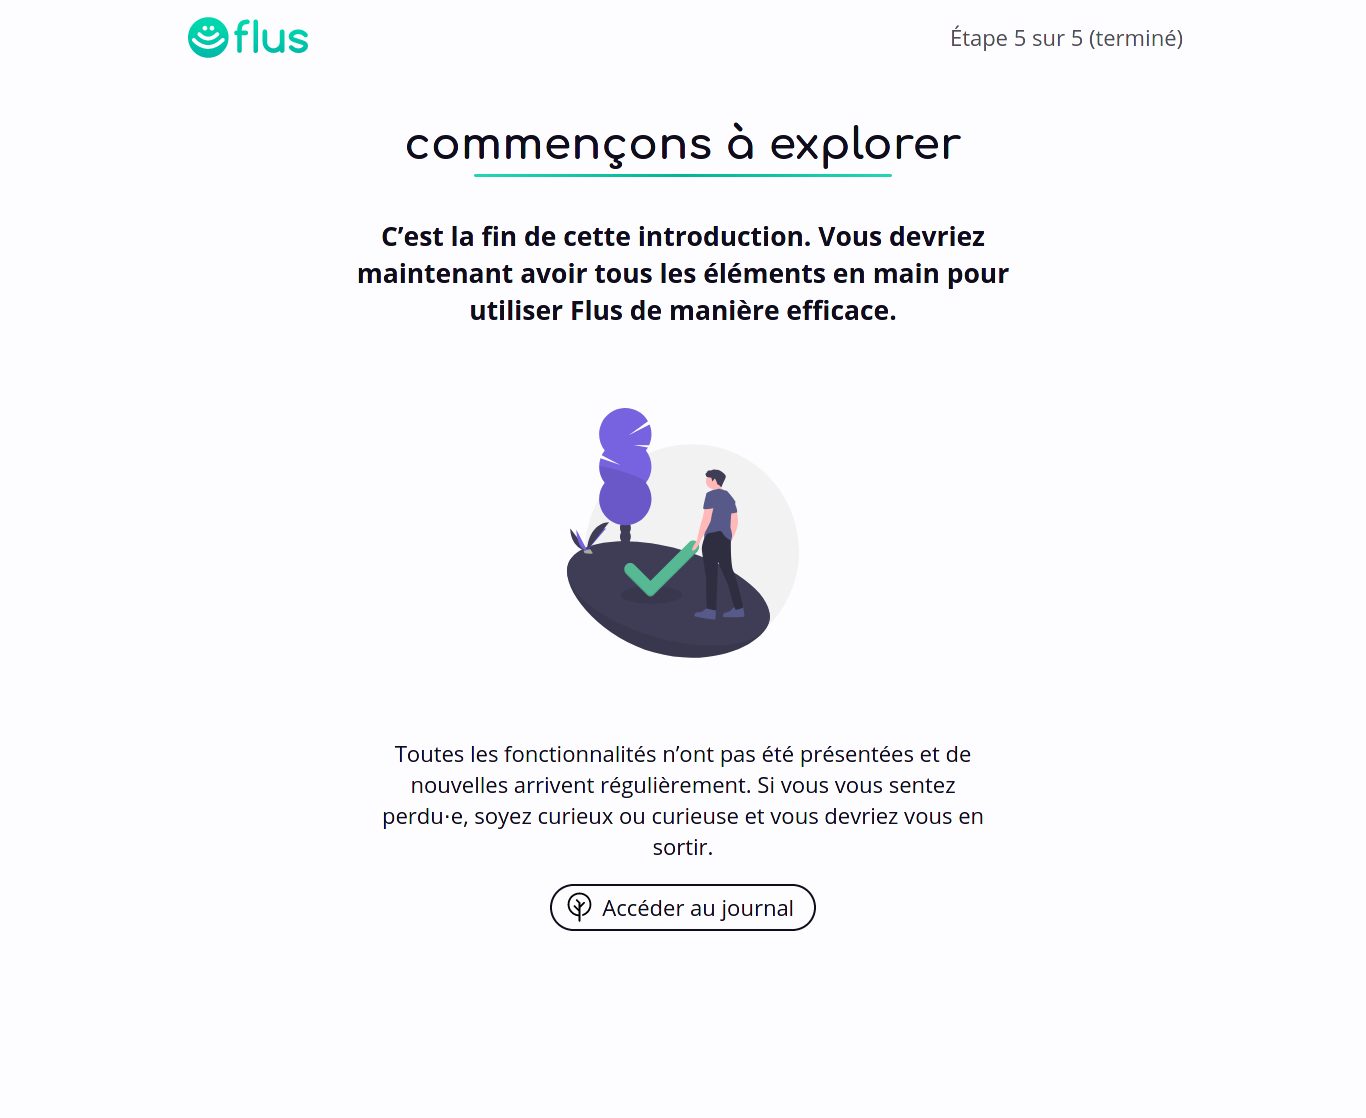 flus
Étape 5 sur 5 (terminé)
commençons à explorer
C’est la fin de cette introduction. Vous devriez
maintenant avoir tous les éléments en main pour
utiliser Flus de manière efficace.
Toutes les fonctionnalités n’ont pas été présentées et de
nouvelles arrivent régulièrement. Si vous vous sentez
perdu·e, soyez curieux ou curieuse et vous devriez vous en
sortir.
Accéder au journal